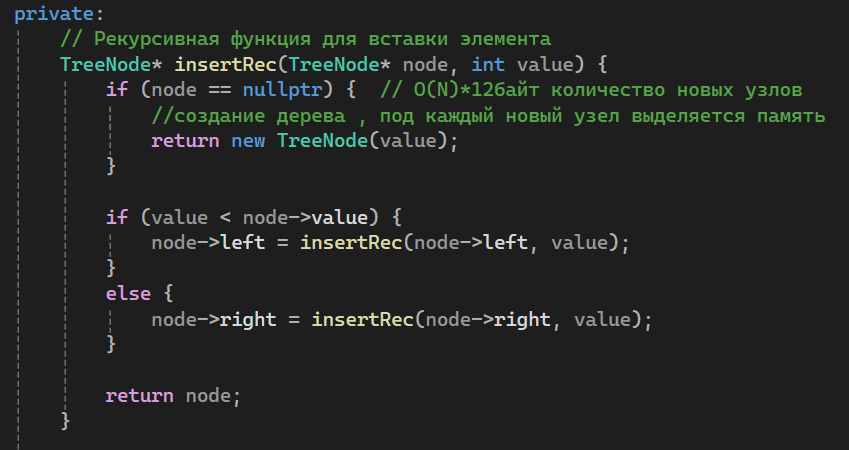 private:
// Рекурсивная функция для вставки элемента
TreeNode* insertRec(TreeNode* node, int value) {
if (node == nullptr) { // O(N)*12байт количество новых узлов
//создание дерева , под каждый новый узел выделяется память
return new TreeNode(value);
}
if (value < node->value) {
node->left = insertRec(node->left, value);
}
else {
node->right = insertRec(node->right, value);
}
return node;
}